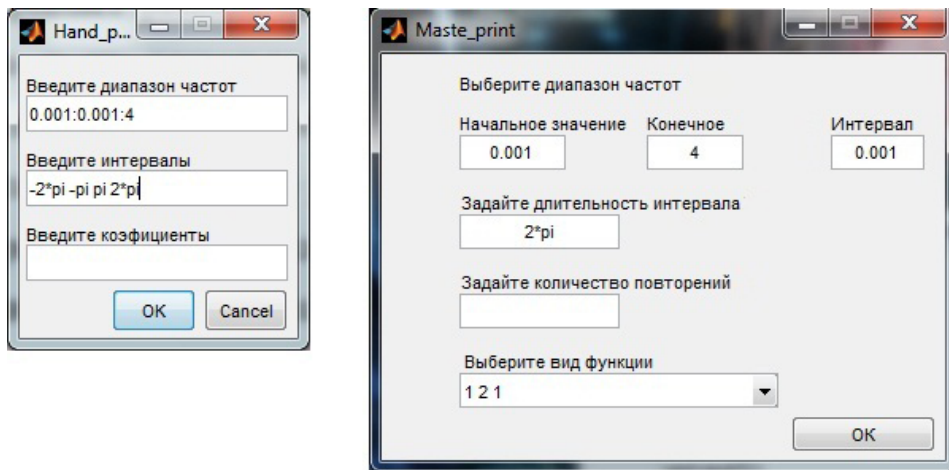 Hand_p...
Введите диапазон частот
0.001:0.001:4
Введите интервалы
-2*pi -pi pi 2*pi
Введите коэфициенты
OK Cancel
Maste_print
Выберите диапазон частот
Начальное значение Конечное Интервал
0.001 4 0.001
Задайте длительность интервала
2*pi
Задайте количество повторений
Выберите вид функции
1 2 1
OK